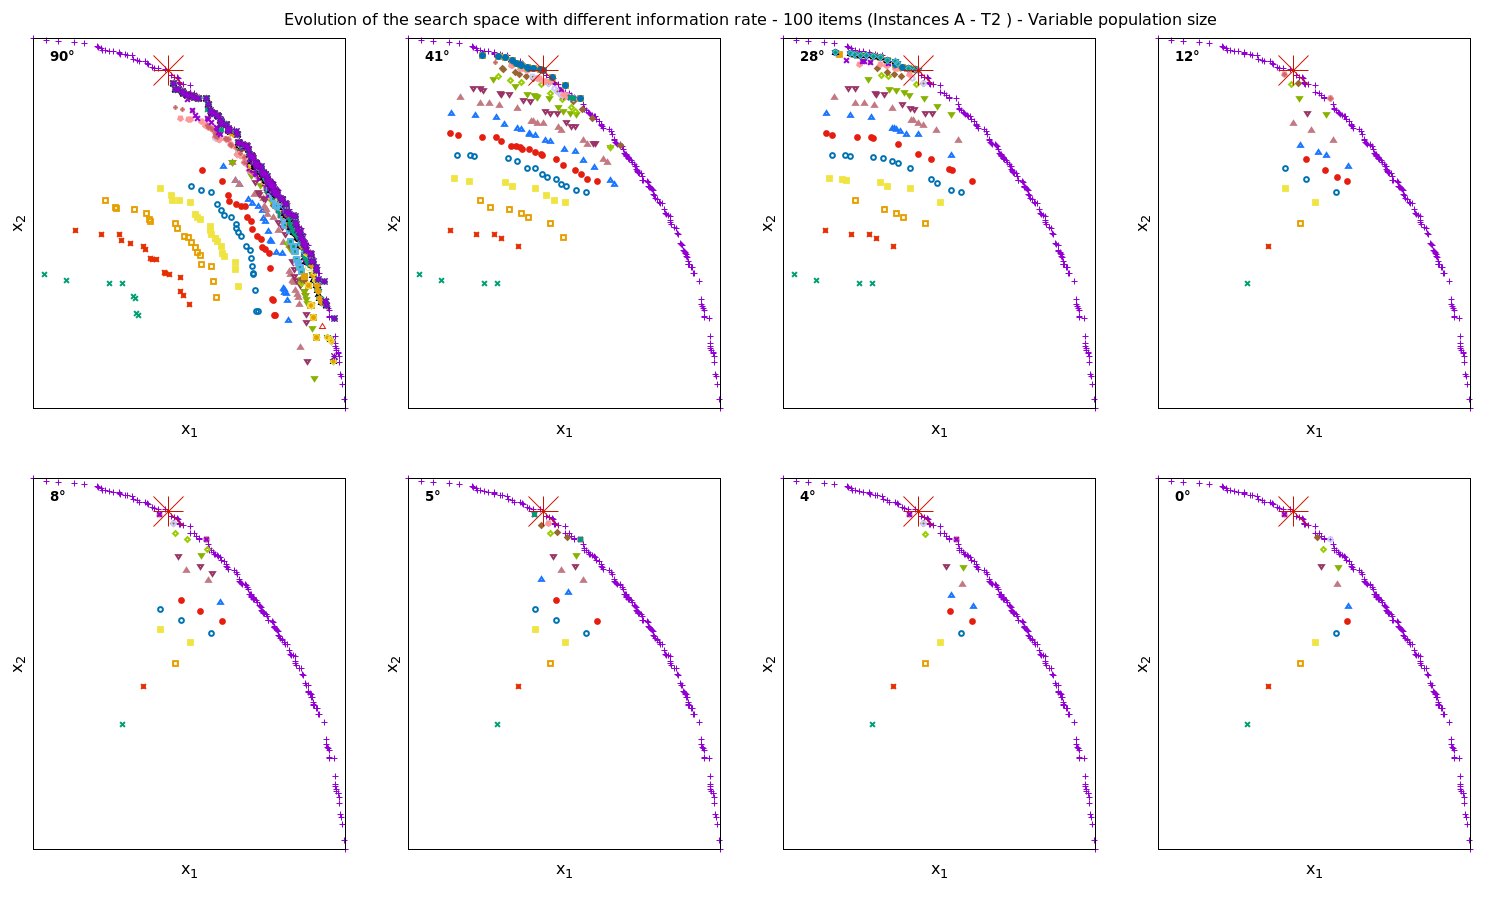 Evolution of the search space with different information rate - 100 items (Instances A - T2 ) - Variable population size
90°
41°
28°
12°
x₂
x₂
x₂
x₂
x₁
x₁
x₁
x₁
8°
5°
4°
0°
x₂
x₂
x₂
x₂
x₁
x₁
x₁
x₁